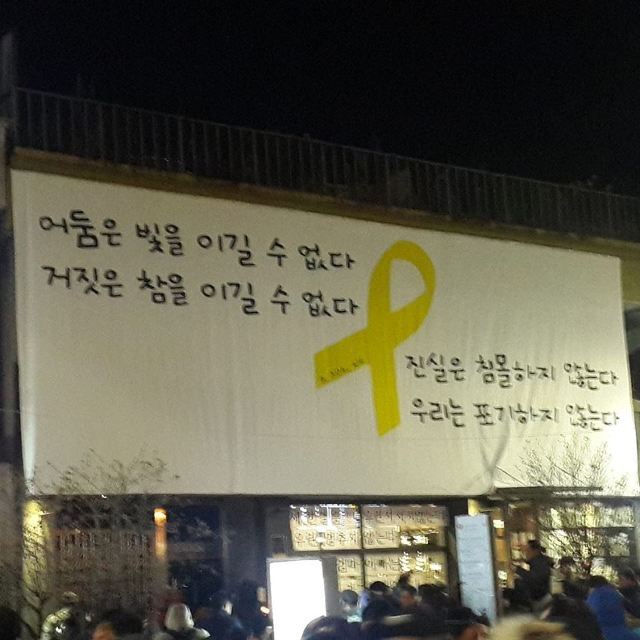 어둠은 빛을 이길 수 없다
거짓은 참을 이길 수 없다
진실은 침몰하지 않는다
우리는 포기하지 않는다